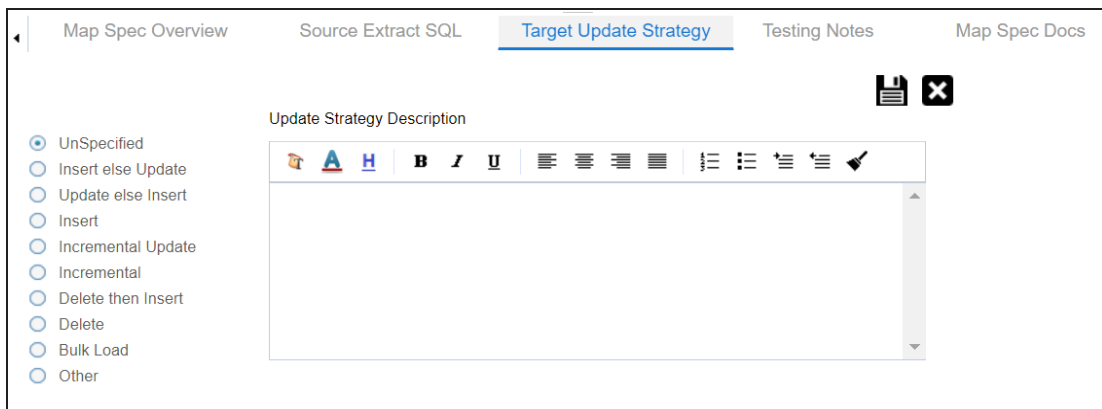 Map Spec Overview Source Extract SQL Target Update Strategy Testing Notes Map Spec Docs
Update Strategy Description
A H B I U
UnSpecified
Insert else Update
Update else Insert
Insert
Incremental Update
Incremental
Delete then Insert
Delete
Bulk Load
Other